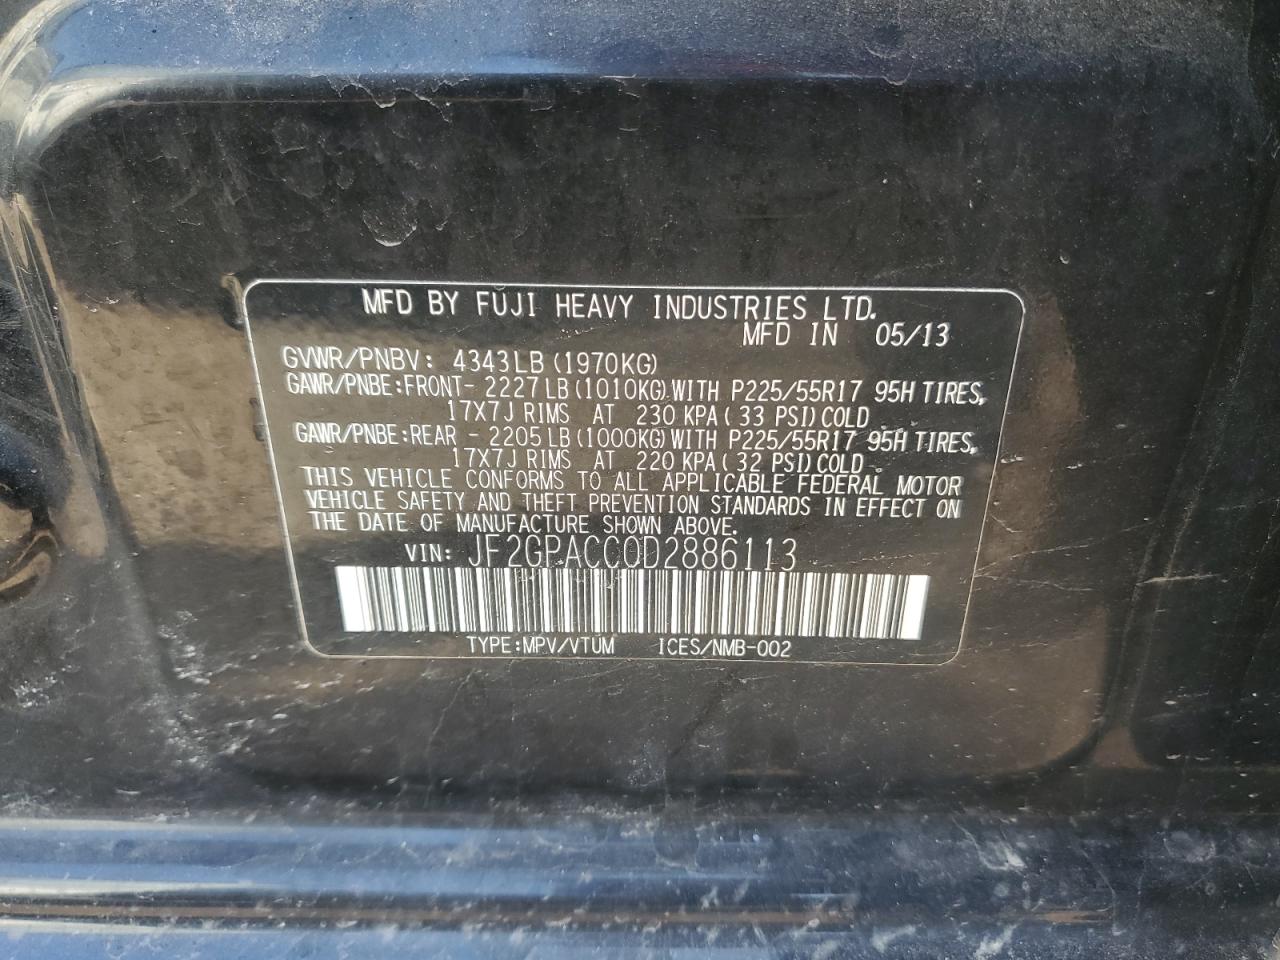 MFD BY FUJI HEAVY INDUSTRIES LTD.
MFD IN 05/13
GVWR/PNBV: 4343LB (1970KG)
GAWR/PNBE:FRONT- 2227LB(1010KG)WITH P225/55R17 95H TIRES,
17X7J RIMS AT 230 KPA(33 PSI)COLD
GAWR/PNBE:REAR - 2205LB(1000KG)WITH P225/55R17 95H TIRES,
17X7J RIMS AT 220 KPA(32 PSI)COLD .
THIS VEHICLE CONFORMS TO ALL APPLICABLE FEDERAL MOTOR
VEHICLE SAFETY AND THEFT PREVENTION STANDARDS IN EFFECT ON
THE DATE OF MANUFACTURE SHOWN ABOVE.
VIN: JF2GPACC0D2886113
TYPE:MPV/VTUM ICES/NMB-002